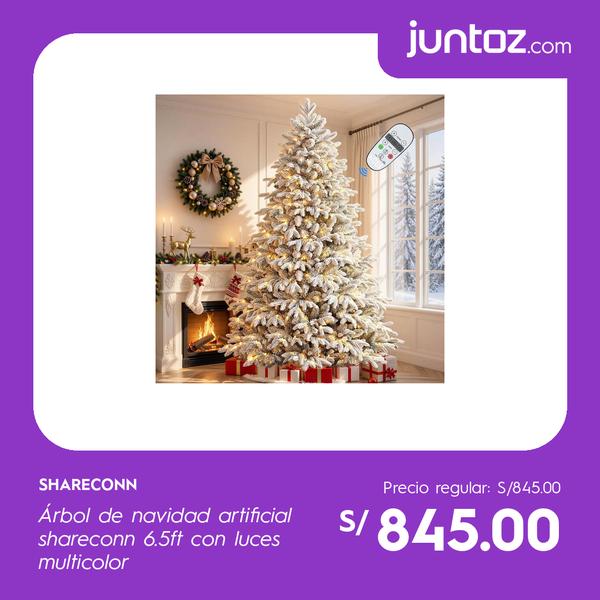 juntoz.com
SHARECONN
Árbol de navidad artificial
shareconn 6.5ft con luces
multicolor
Precio regular: S/845.00
S/ 845.00